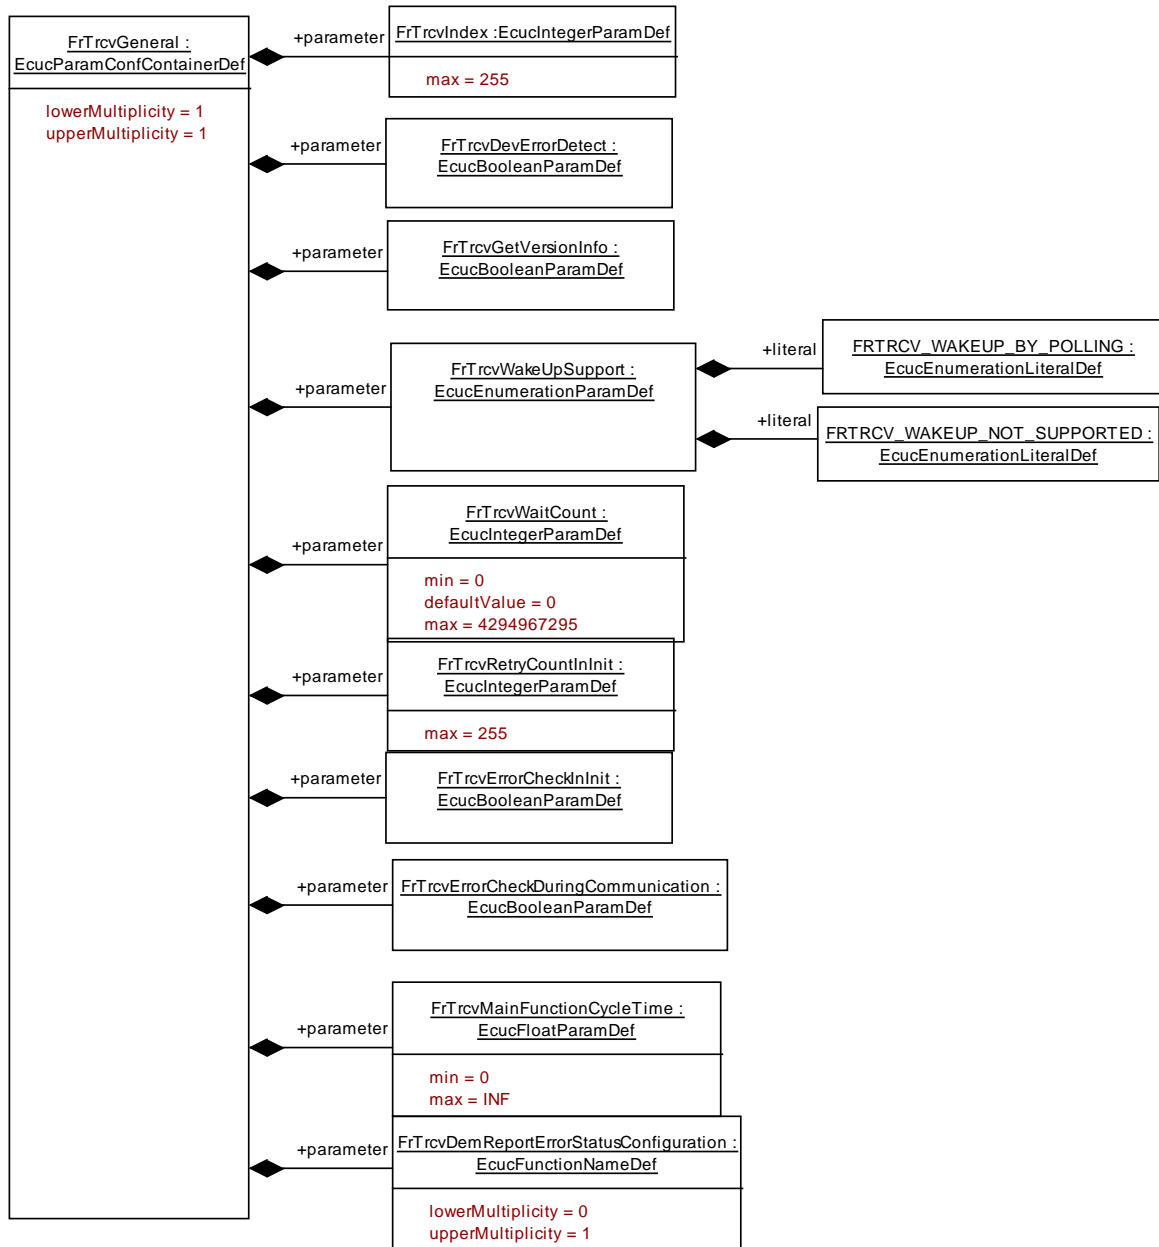 FrTrcvGeneral :
EcucParamConfContainerDef
lowerMultiplicity = 1
upperMultiplicity = 1
+parameter
FrTrcvIndex :EcucIntegerParamDef
max = 255
+parameter
FrTrcvDevErrorDetect :
EcucBooleanParamDef
+parameter
FrTrcvGetVersionInfo :
EcucBooleanParamDef
+parameter
FrTrcvWakeUpSupport :
EcucEnumerationParamDef
+literal
FRTRCV_WAKEUP_BY_POLLING :
EcucEnumerationLiteralDef
+literal
FRTRCV_WAKEUP_NOT_SUPPORTED :
EcucEnumerationLiteralDef
+parameter
FrTrcvWaitCount :
EcucIntegerParamDef
min = 0
defaultValue = 0
max = 4294967295
+parameter
FrTrcvRetryCountInInit :
EcucIntegerParamDef
max = 255
+parameter
FrTrcvErrorCheckInInit :
EcucBooleanParamDef
+parameter
FrTrcvErrorCheckDuringCommunication :
EcucBooleanParamDef
+parameter
FrTrcvMainFunctionCycleTime :
EcucFloatParamDef
min = 0
max = INF
+parameter
FrTrcvDemReportErrorStatusConfiguration :
EcucFunctionNameDef
lowerMultiplicity = 0
upperMultiplicity = 1